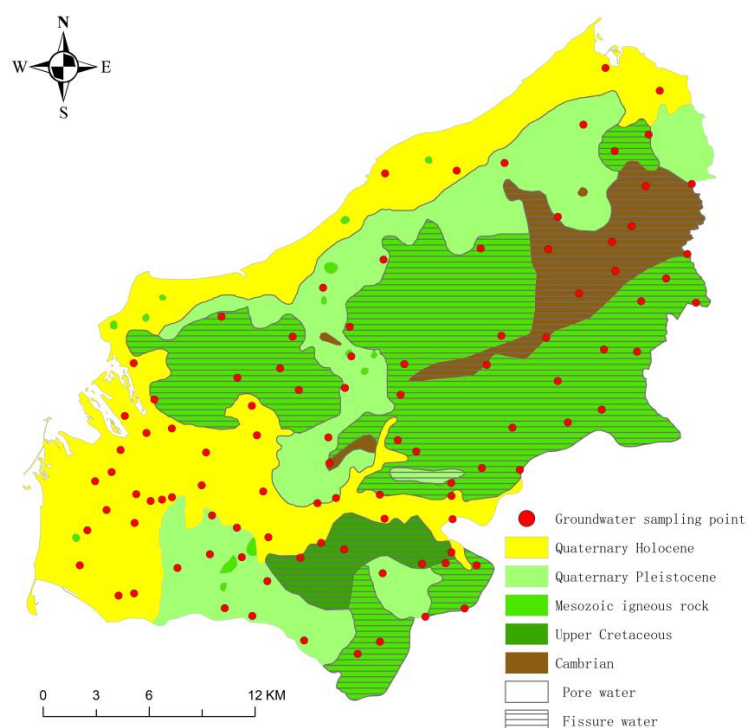 N
W E
S
Groundwater sampling point
Quaternary Holocene
Quaternary Pleistocene
Mesozoic igneous rock
Upper Cretaceous
Cambrian
Pore water
Fissure water
0 3 6 12 KM